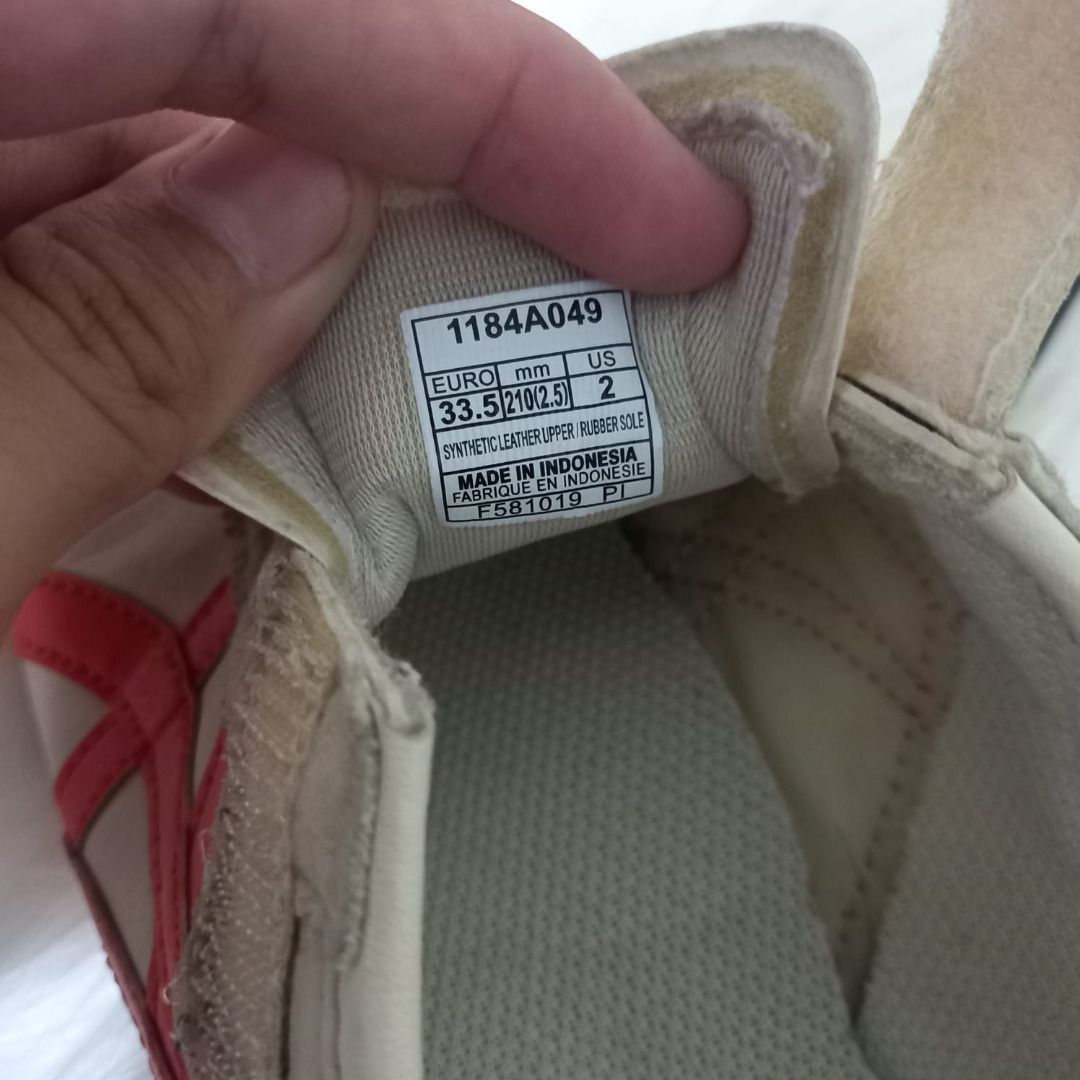 1184A049
EURO mm US
33.5 210(2.5) 2
SYNTHETIC LEATHER UPPER / RUBBER SOLE
MADE IN INDONESIA
FABRIQUE EN INDONESIE
F581019 PI